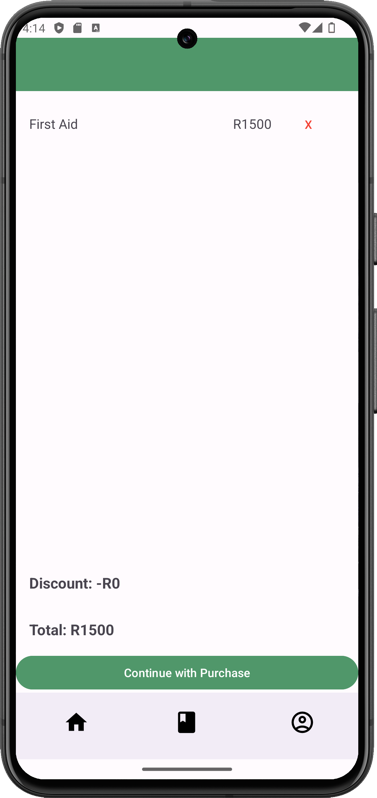 4:14
First Aid R1500 X
Discount: -R0
Total: R1500
Continue with Purchase